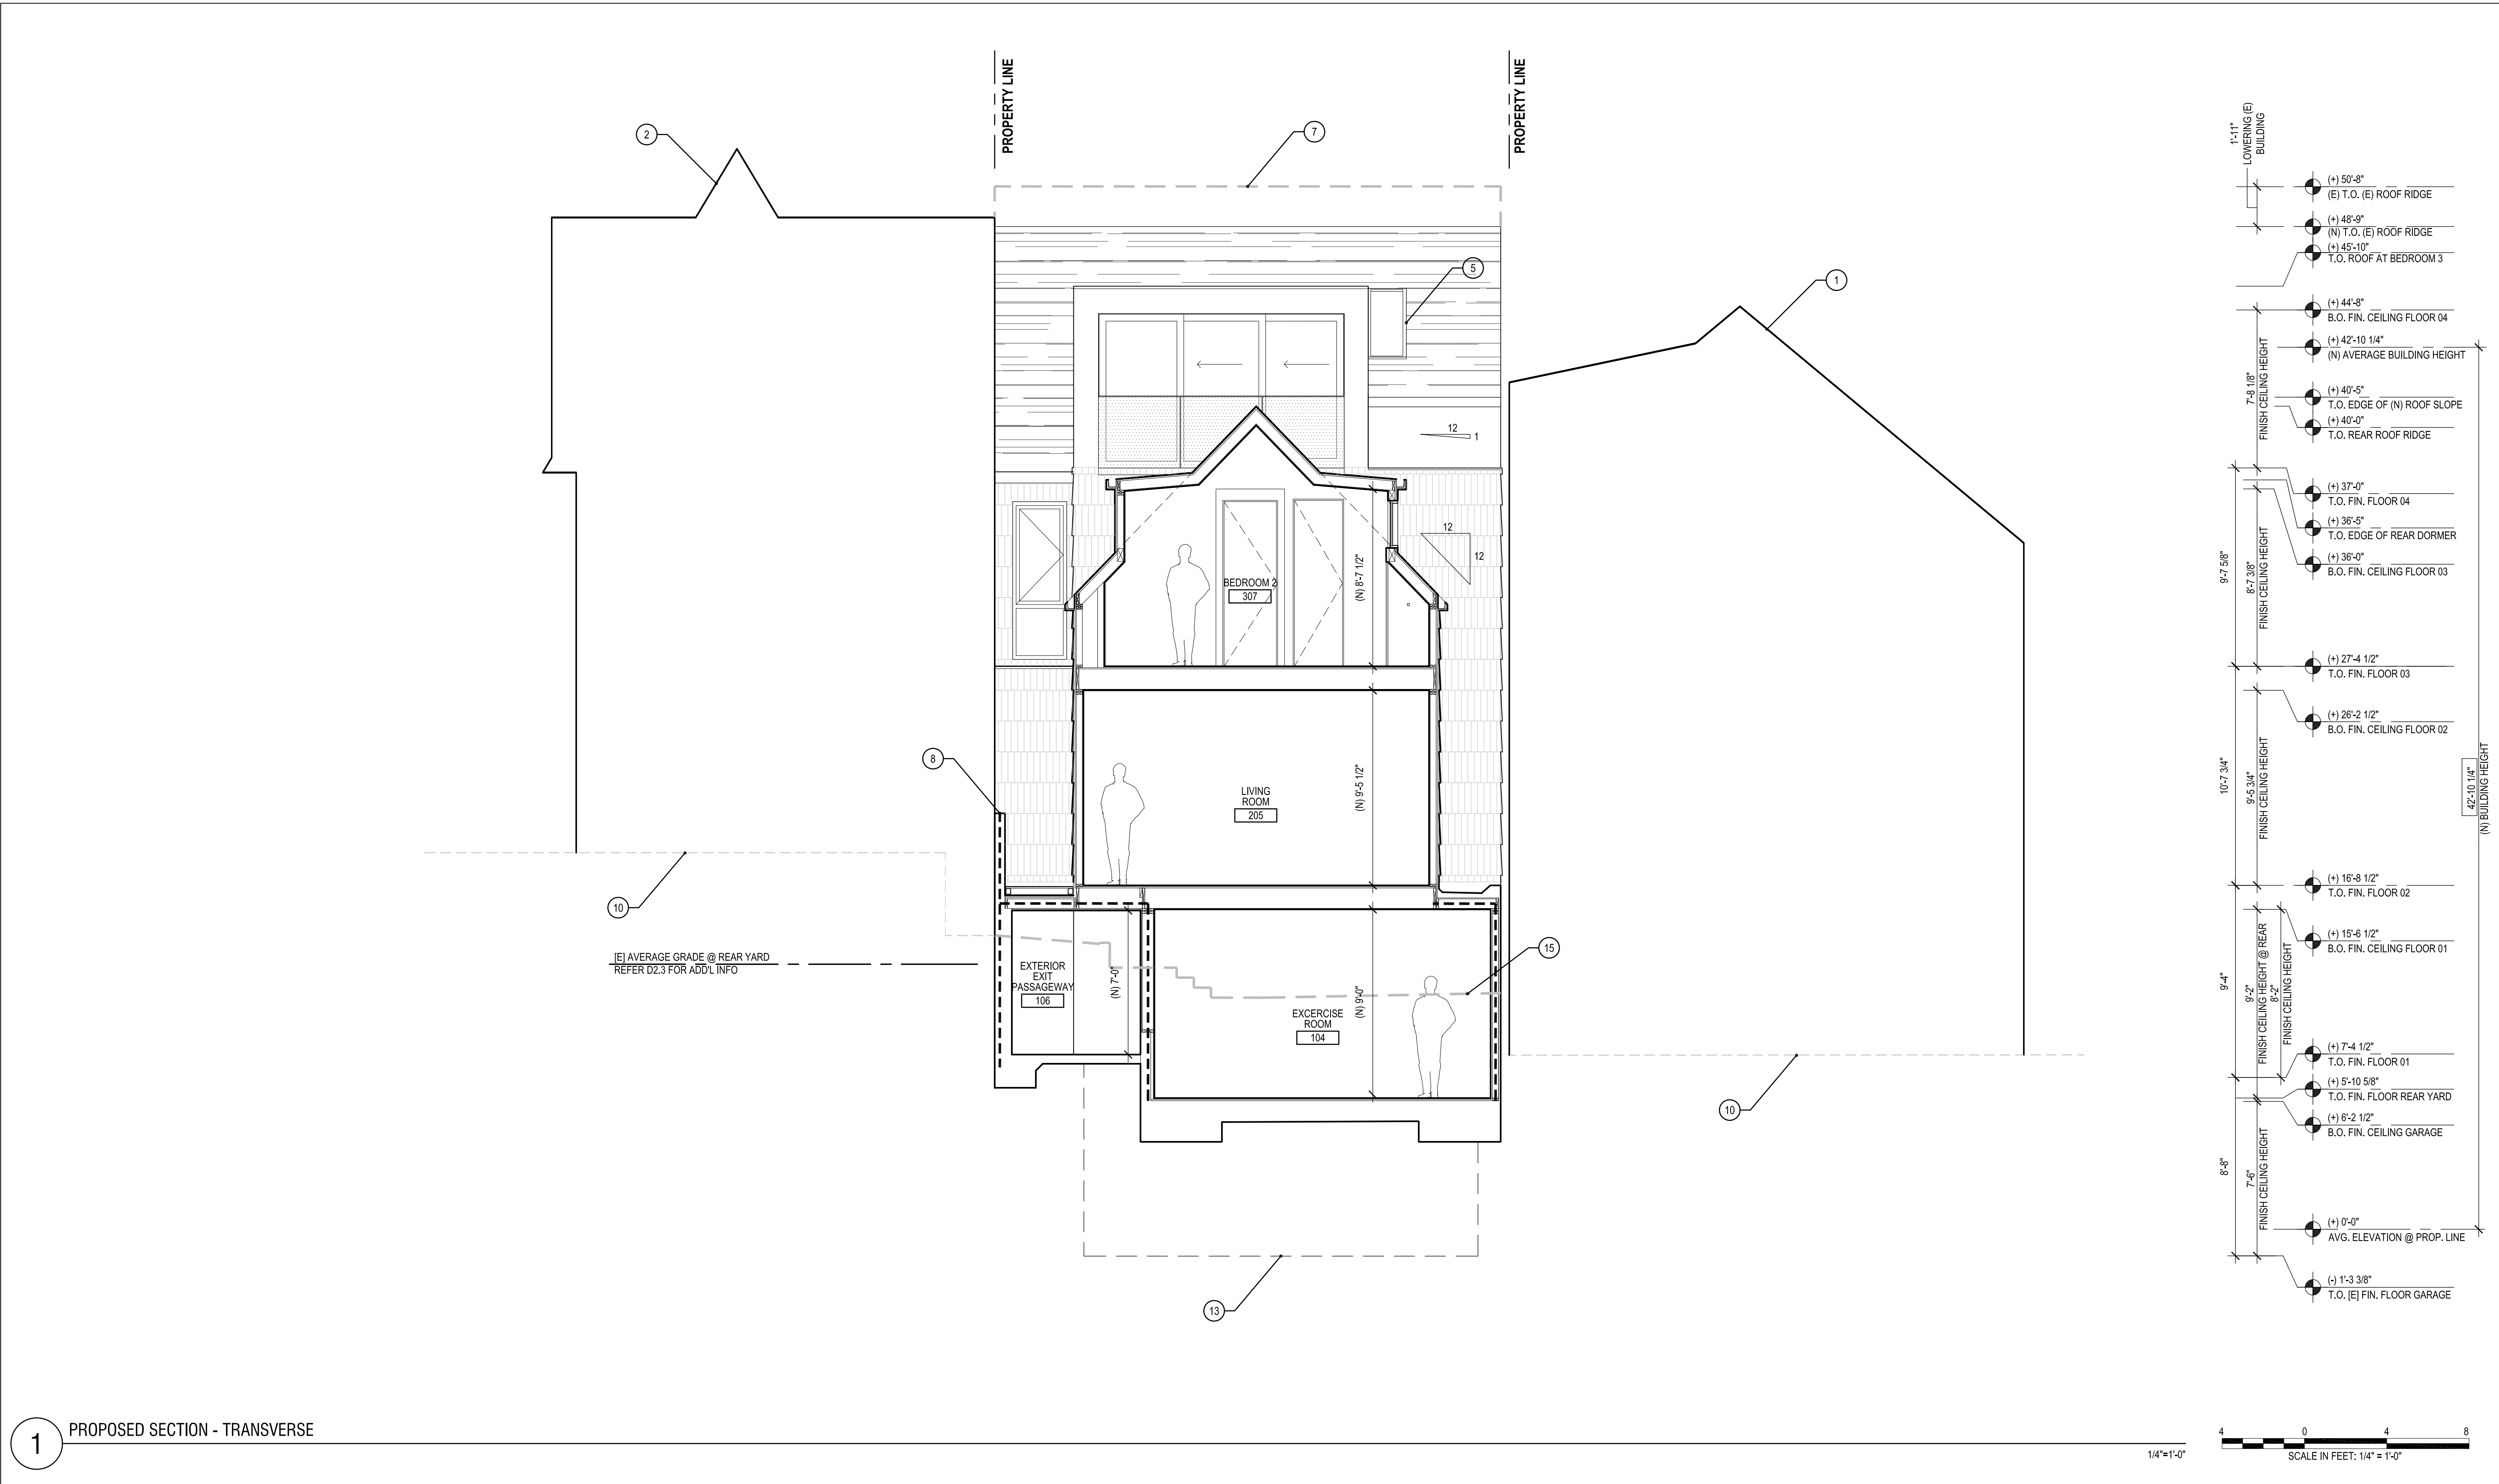 PROPERTY LINE
PROPERTY LINE
2
7
5
1
8
10
15
10
13
12
1
12
12
BEDROOM 2
307
(N) 8'-7 1/2"
LIVING
ROOM
205
(N) 9'-5 1/2"
[E] AVERAGE GRADE @ REAR YARD
REFER D2.3 FOR ADD'L INFO
EXTERIOR
EXIT
PASSAGEWAY
106
(N) 7'-0"
EXCERCISE
ROOM
104
(N) 9'-0"
1'-11"
LOWERING (E)
BUILDING
(+) 50'-8"
(E) T.O. (E) ROOF RIDGE
(+) 48'-9"
(N) T.O. (E) ROOF RIDGE
(+) 45'-10"
T.O. ROOF AT BEDROOM 3
(+) 44'-8"
B.O. FIN. CEILING FLOOR 04
(+) 42'-10 1/4"
(N) AVERAGE BUILDING HEIGHT
7'-8 1/8"
FINISH CEILING HEIGHT
(+) 40'-5"
T.O. EDGE OF (N) ROOF SLOPE
(+) 40'-0"
T.O. REAR ROOF RIDGE
(+) 37'-0"
T.O. FIN. FLOOR 04
(+) 36'-5"
T.O. EDGE OF REAR DORMER
(+) 36'-0"
B.O. FIN. CEILING FLOOR 03
9'-7 5/8"
8'-7 3/8"
FINISH CEILING HEIGHT
(+) 27'-4 1/2"
T.O. FIN. FLOOR 03
(+) 26'-2 1/2"
B.O. FIN. CEILING FLOOR 02
10'-7 3/4"
9'-5 3/4"
FINISH CEILING HEIGHT
42'-10 1/4"
(N) BUILDING HEIGHT
(+) 16'-8 1/2"
T.O. FIN. FLOOR 02
(+) 15'-6 1/2"
B.O. FIN. CEILING FLOOR 01
9'-4"
9'-2"
FINISH CEILING HEIGHT @ REAR
8'-2"
FINISH CEILING HEIGHT
(+) 7'-4 1/2"
T.O. FIN. FLOOR 01
(+) 5'-10 5/8"
T.O. FIN. FLOOR REAR YARD
(+) 6'-2 1/2"
B.O. FIN. CEILING GARAGE
8'-8"
7'-6"
FINISH CEILING HEIGHT
(+) 0'-0"
AVG. ELEVATION @ PROP. LINE
(-) 1'-3 3/8"
T.O. [E] FIN. FLOOR GARAGE
1
PROPOSED SECTION - TRANSVERSE
1/4"=1'-0"
4 0 4 8
SCALE IN FEET: 1/4" = 1'-0"